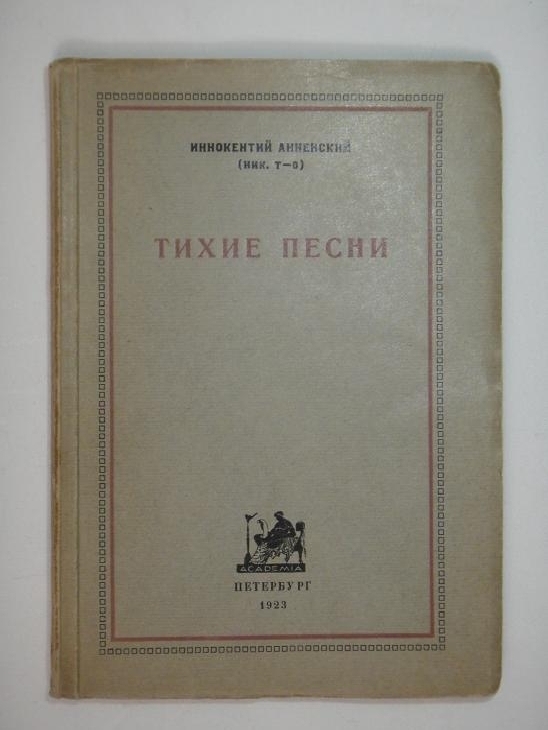 ИННОКЕНТИЙ АННЕНСКИЙ
(НИК. Т—О)
ТИХИЕ ПЕСНИ
ACADEMIA
ПЕТЕРБУРГ
1923